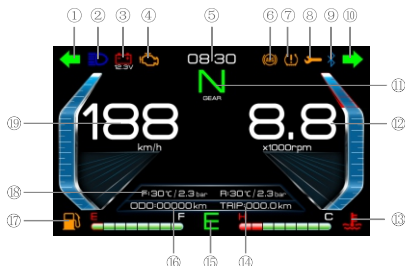 ① ② ③ ④ ⑤ ⑥ ⑦ ⑧ ⑨ ⑩
12.3V
08:30
(ABS)
N
GEAR
⑪
⑲ 188 8.8 ⑫
km/h x1000rpm
⑱ F:30℃/2.3bar R:30℃/2.3bar
ODO:00000km TRIP:000.0km
⑰ E F E H C ⑬
⑯ ⑮ ⑭